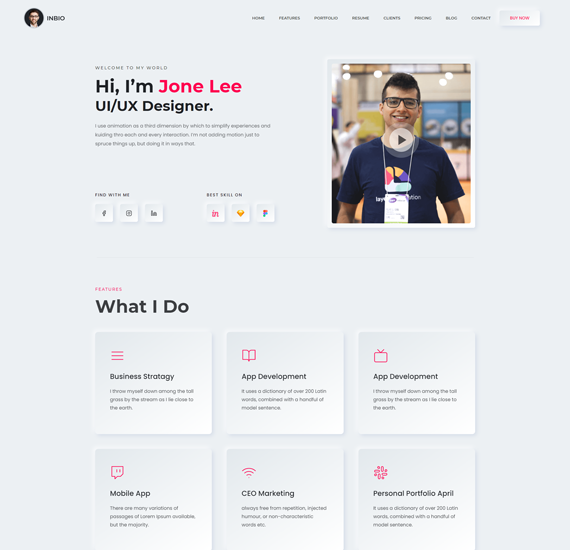 INBIO
HOME FEATURES PORTFOLIO RESUME CLIENTS PRICING BLOG CONTACT BUY NOW
WELCOME TO MY WORLD
Hi, I'm Jone Lee
UI/UX Designer.
I use animation as a third dimension by which to simplify experiences and
kuiding thro each and every interaction. I'm not adding motion just to
spruce things up, but doing it in ways that.
FIND WITH ME
BEST SKILL ON
in
in
FEATURES
What I Do
Business Stratagy
I throw myself down among the tall
grass by the stream as I lie close to
the earth.
App Development
It uses a dictionary of over 200 Latin
words, combined with a handful of
model sentence.
App Development
I throw myself down among the tall
grass by the stream as I lie close to
the earth.
Mobile App
There are many variations of
passages of Lorem Ipsum available,
but the majority.
CEO Marketing
always free from repetition, injected
humour, or non-characteristic
words etc.
Personal Portfolio April
It uses a dictionary of over 200 Latin
words, combined with a handful of
model sentence.